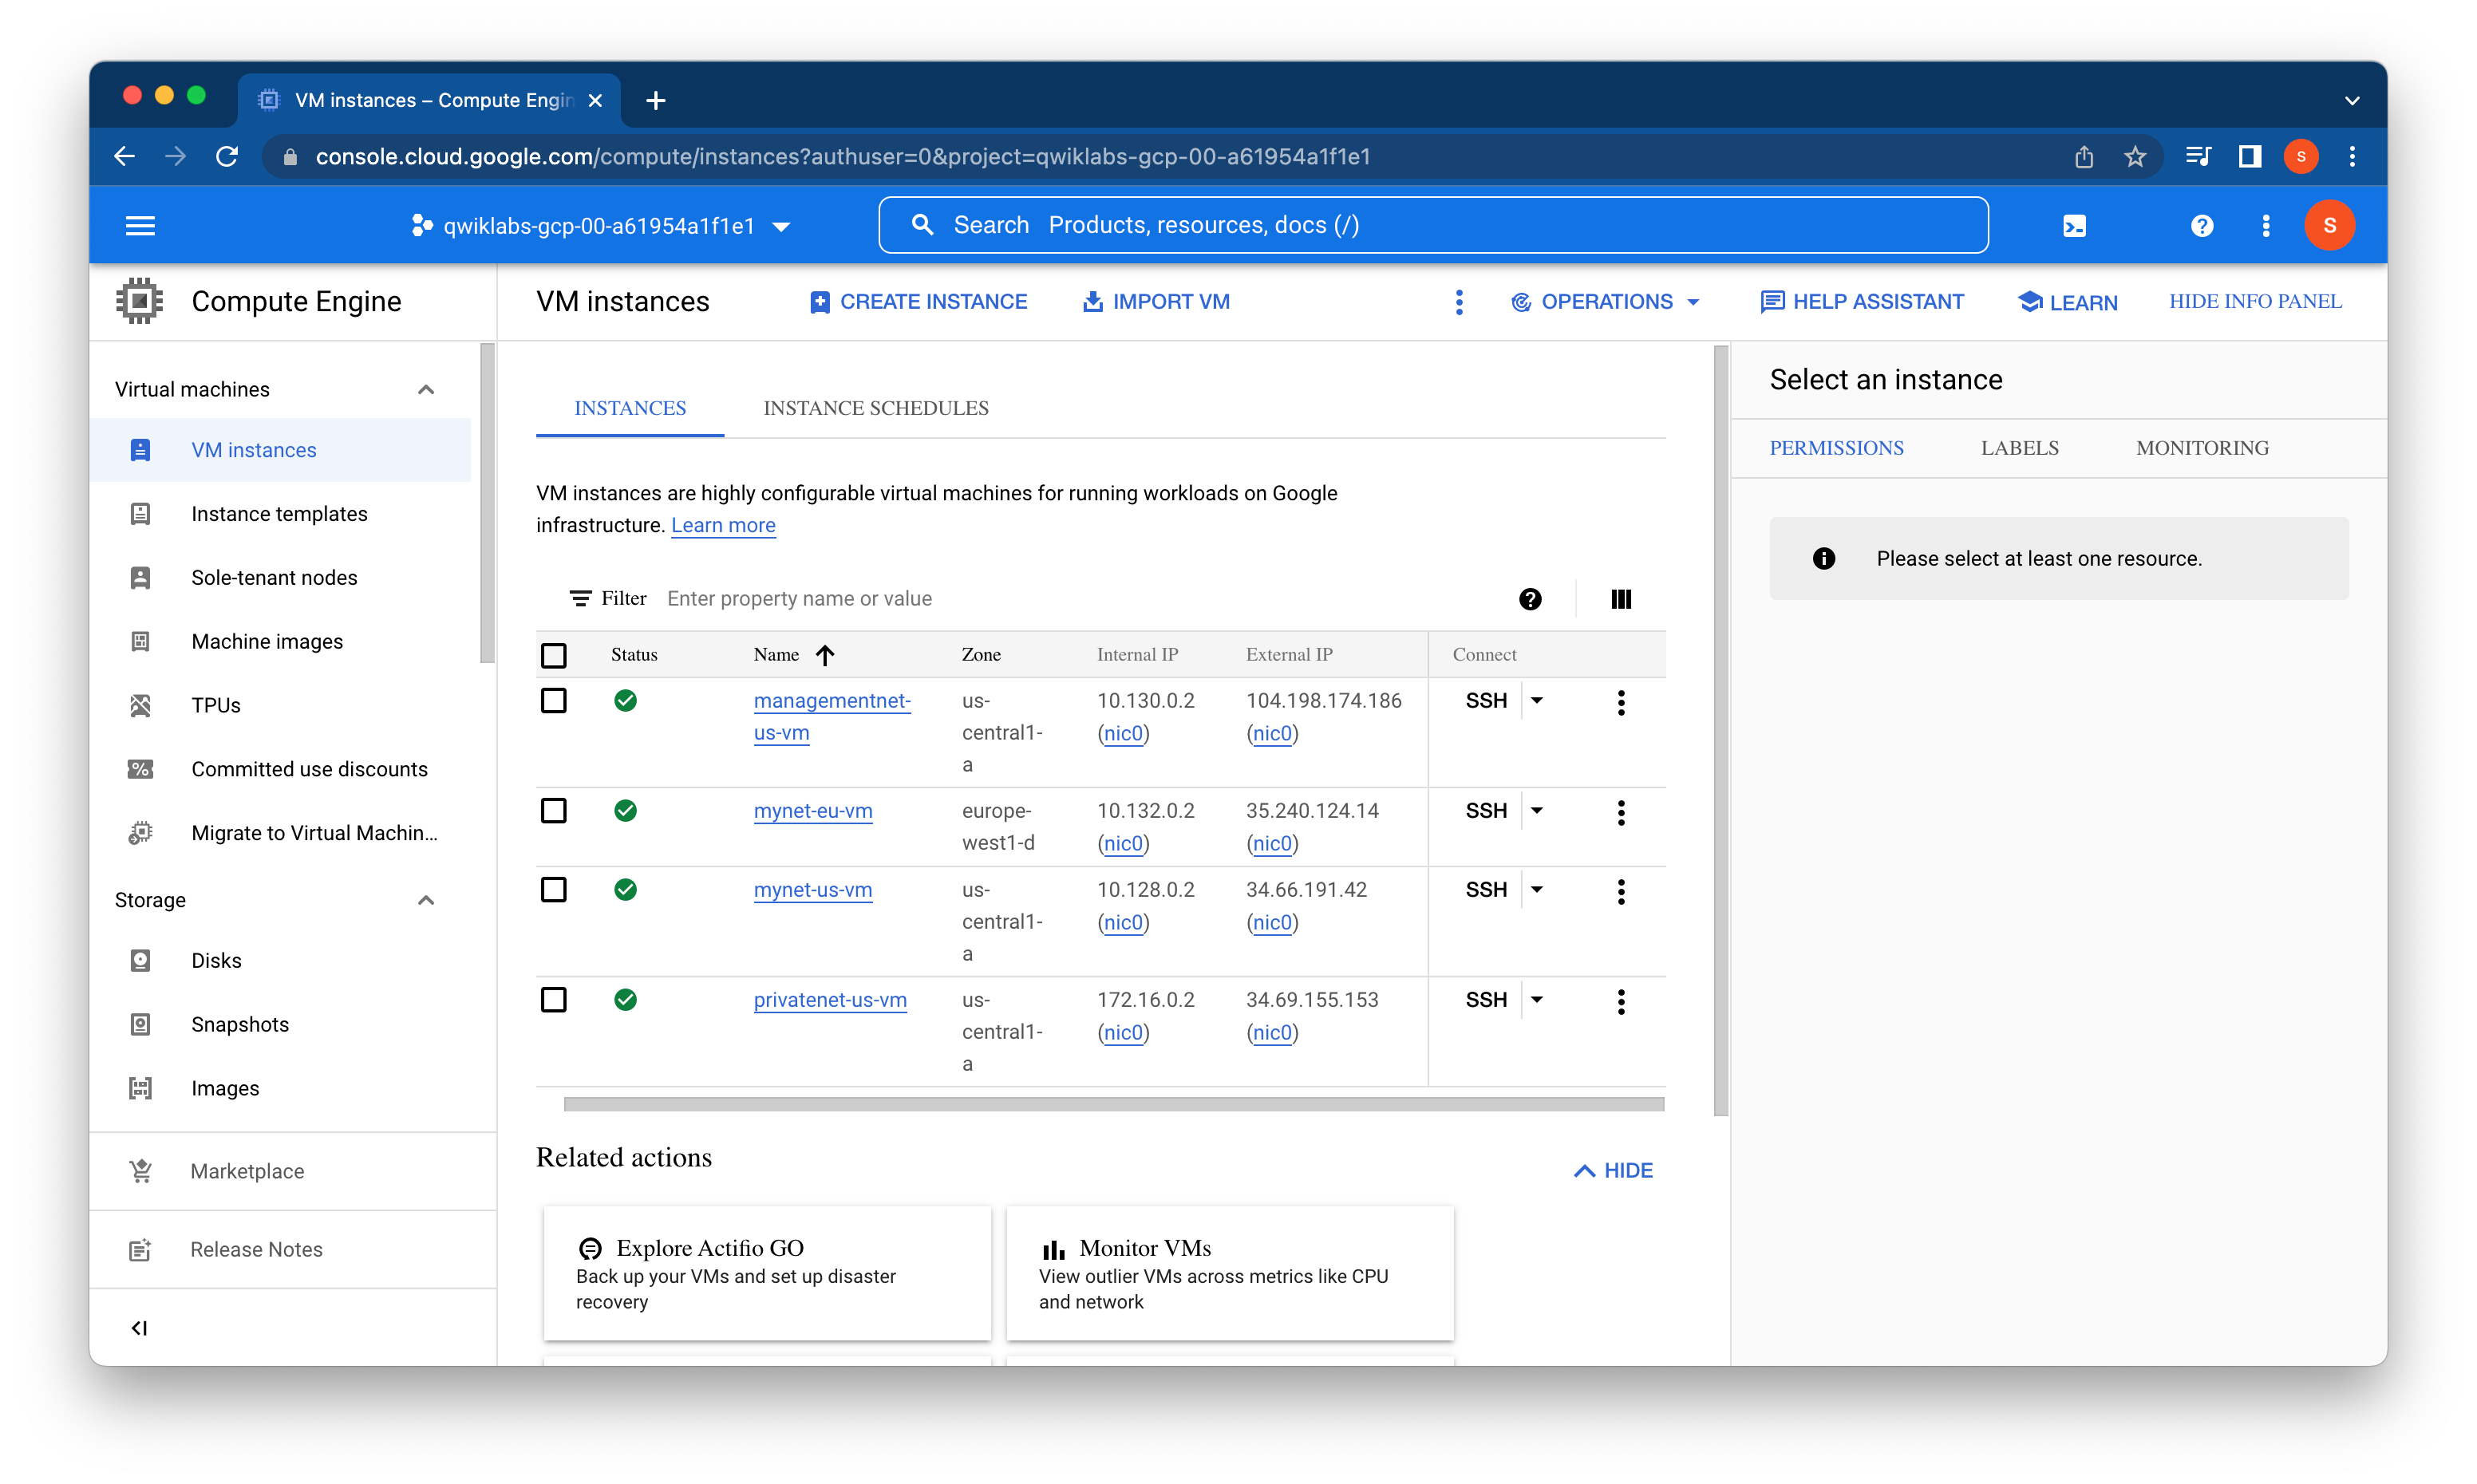 VM instances – Compute Engin
console.cloud.google.com/compute/instances?authuser=0&project=qwiklabs-gcp-00-a61954a1f1e1
S
qwiklabs-gcp-00-a61954a1f1e1
Search Products, resources, docs (/)
S
Compute Engine
VM instances
CREATE INSTANCE
IMPORT VM
OPERATIONS
HELP ASSISTANT
LEARN
HIDE INFO PANEL
Virtual machines
VM instances
Instance templates
Sole-tenant nodes
Machine images
TPUs
Committed use discounts
Migrate to Virtual Machin...
Storage
Disks
Snapshots
Images
Marketplace
Release Notes
INSTANCES
INSTANCE SCHEDULES
VM instances are highly configurable virtual machines for running workloads on Google
infrastructure. Learn more
Filter Enter property name or value
Status Name Zone Internal IP External IP Connect
managementnet- us- 10.130.0.2 104.198.174.186 SSH
us-vm central1- (nic0) (nic0)
a
mynet-eu-vm europe- 10.132.0.2 35.240.124.14 SSH
west1-d (nic0) (nic0)
mynet-us-vm us- 10.128.0.2 34.66.191.42 SSH
central1- (nic0) (nic0)
a
privatenet-us-vm us- 172.16.0.2 34.69.155.153 SSH
central1- (nic0) (nic0)
a
Related actions
HIDE
Explore Actifio GO
Back up your VMs and set up disaster
recovery
Monitor VMs
View outlier VMs across metrics like CPU
and network
Select an instance
PERMISSIONS
LABELS
MONITORING
Please select at least one resource.